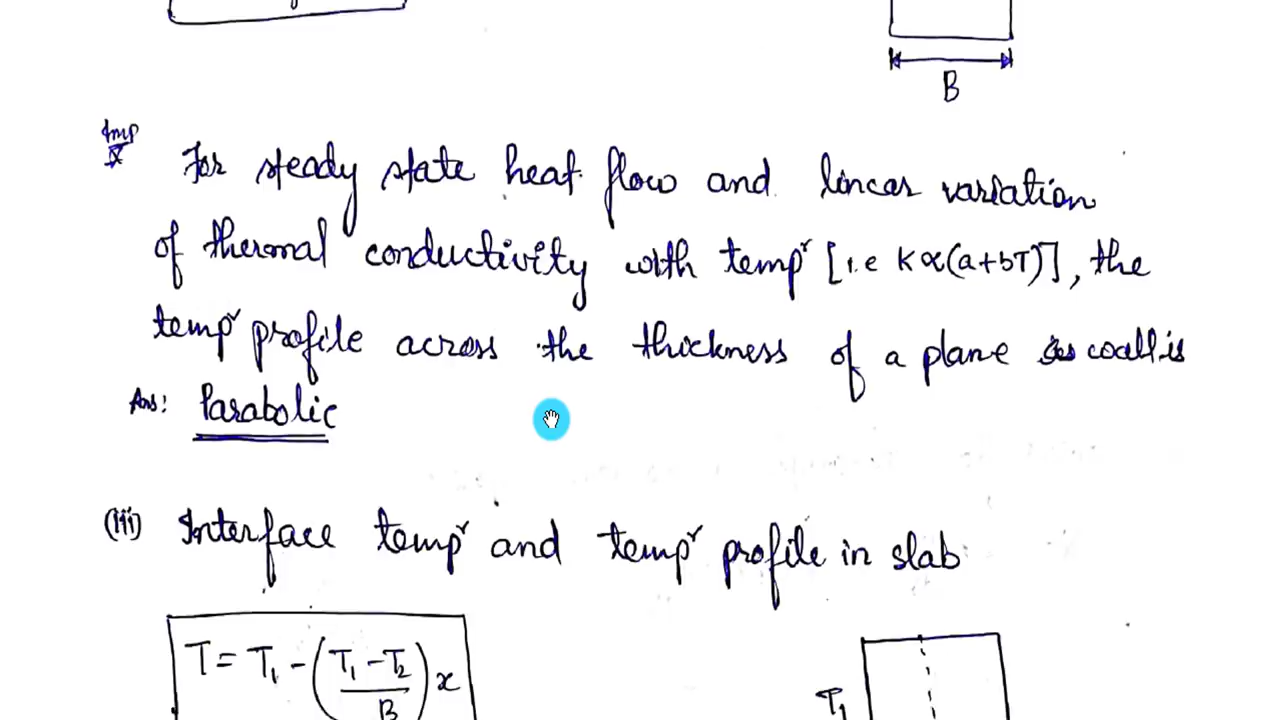 B
Imp
For steady state heat flow and linear variation
of thermal conductivity with tempr [i.e K∝(a+bT)], the
tempr profile across the thickness of a plane wall is
Ans: Parabolic
(iii) Interface tempr and tempr profile in slab
T = T1 - (T1 - T2 / B) x
T1